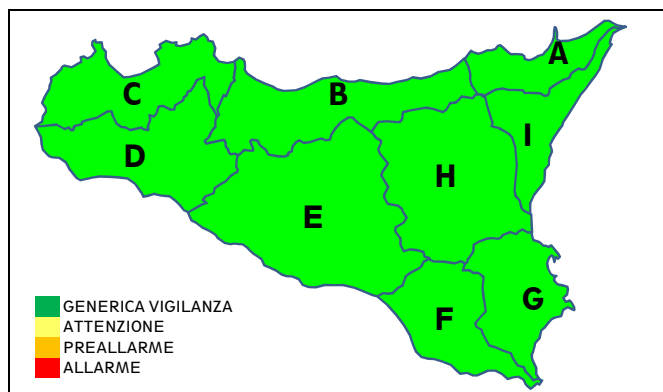 A
B
C
I
D
H
E
G
F
GENERICA VIGILANZA
ATTENZIONE
PREALLARME
ALLARME